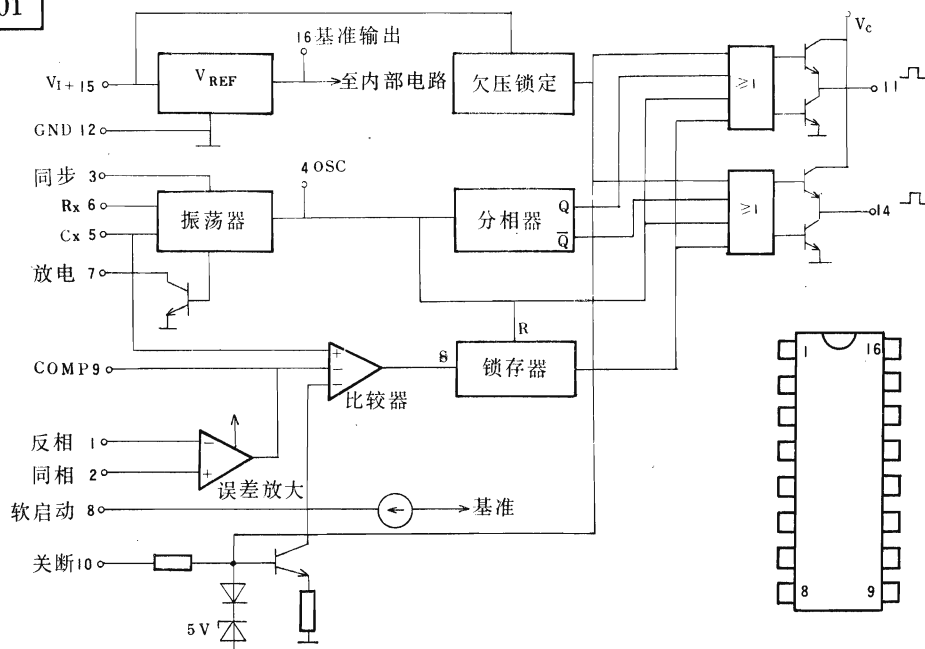 01
16 基准输出
Vc
VI+ 15
VREF
至内部电路
欠压锁定
≥1
11
GND 12
同步 3
4 OSC
Rx 6
振荡器
分相器
Q
Q̅
≥1
14
Cx 5
放电 7
R
S
锁存器
COMP9
+
−
−
比较器
1
16
反相 1
−
同相 2
+
误差放大
软启动 8
基准
关断10
5V
8
9